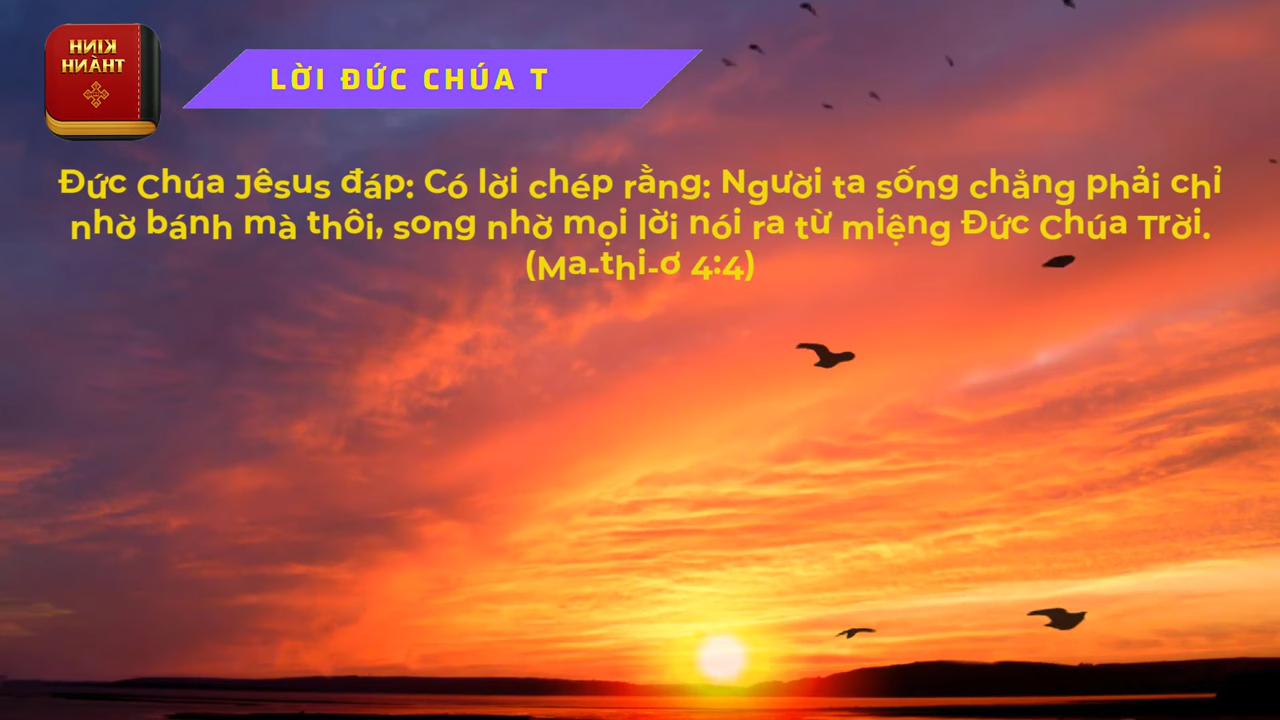 KINH
THÁNH
LỜI ĐỨC CHÚA T
Đức Chúa Jêsus đáp: Có lời chép rằng: Người ta sống chẳng phải chỉ
nhờ bánh mà thôi, song nhờ mọi lời nói ra từ miệng Đức Chúa Trời.
(Ma-thi-ơ 4:4)